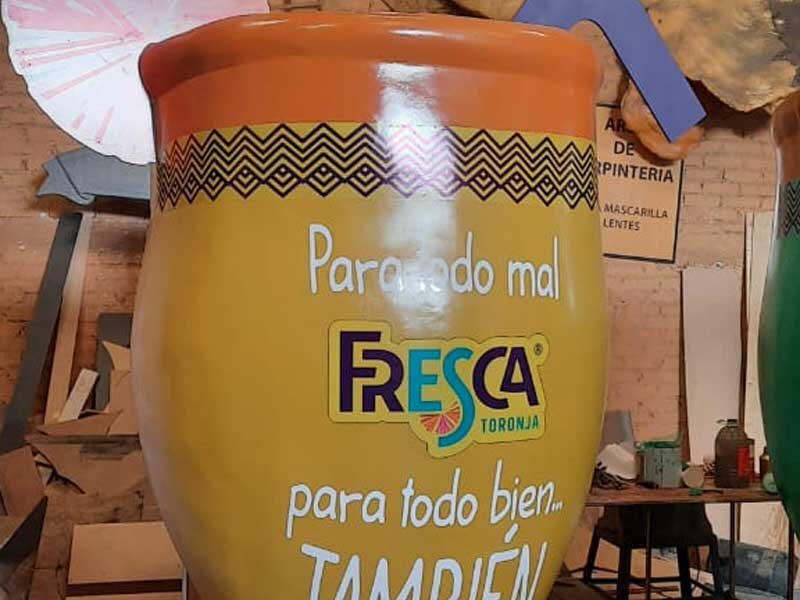 Para todo mal
FRESCA®
TORONJA
para todo bien...
TAMBIÉN
DE
MASCARILLA
LENTES